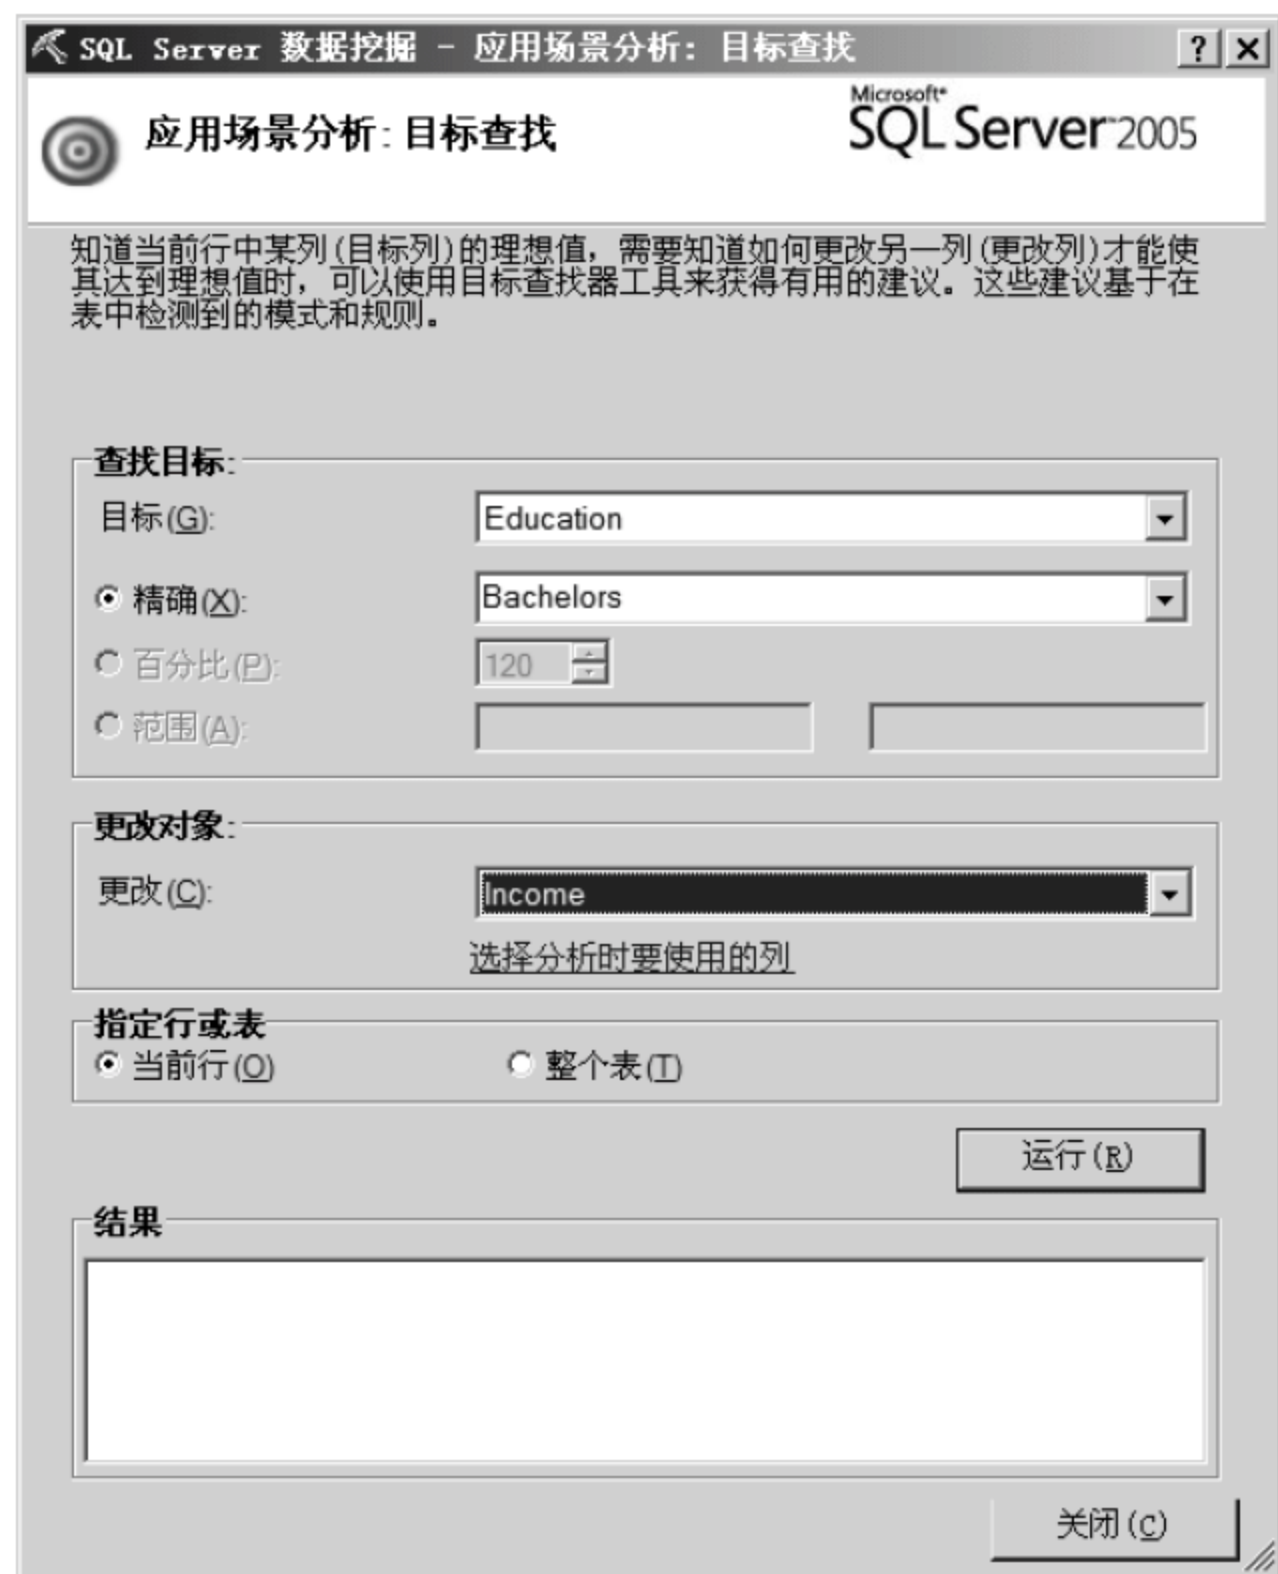 SQL Server 数据挖掘 - 应用场景分析: 目标查找
应用场景分析: 目标查找
Microsoft
SQL Server 2005
知道当前行中某列(目标列)的理想值，需要知道如何更改另一列(更改列)才能使
其达到理想值时，可以使用目标查找器工具来获得有用的建议。这些建议基于在
表中检测到的模式和规则。
查找目标:
目标(G): Education
精确(X): Bachelors
百分比(P): 120
范围(A):
更改对象:
更改(C): Income
选择分析时要使用的列
指定行或表
当前行(O) 整个表(T)
运行(R)
结果
关闭(C)